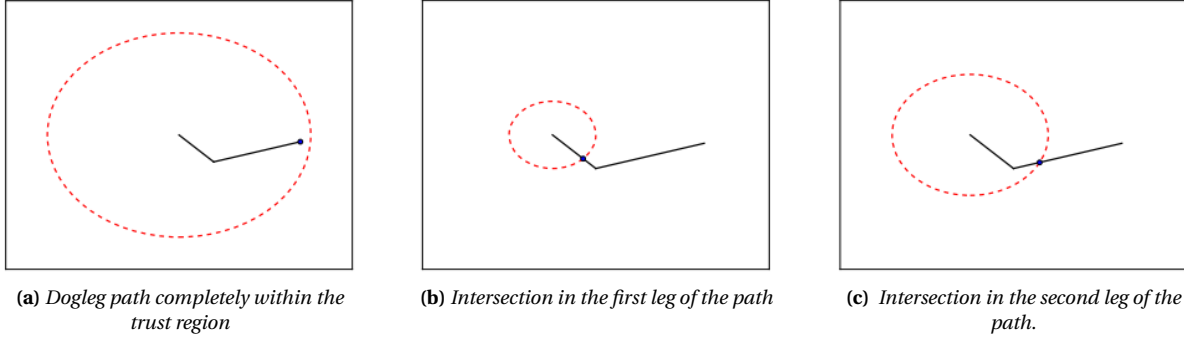 (a) Dogleg path completely within the
trust region
(b) Intersection in the first leg of the path
(c) Intersection in the second leg of the
path.